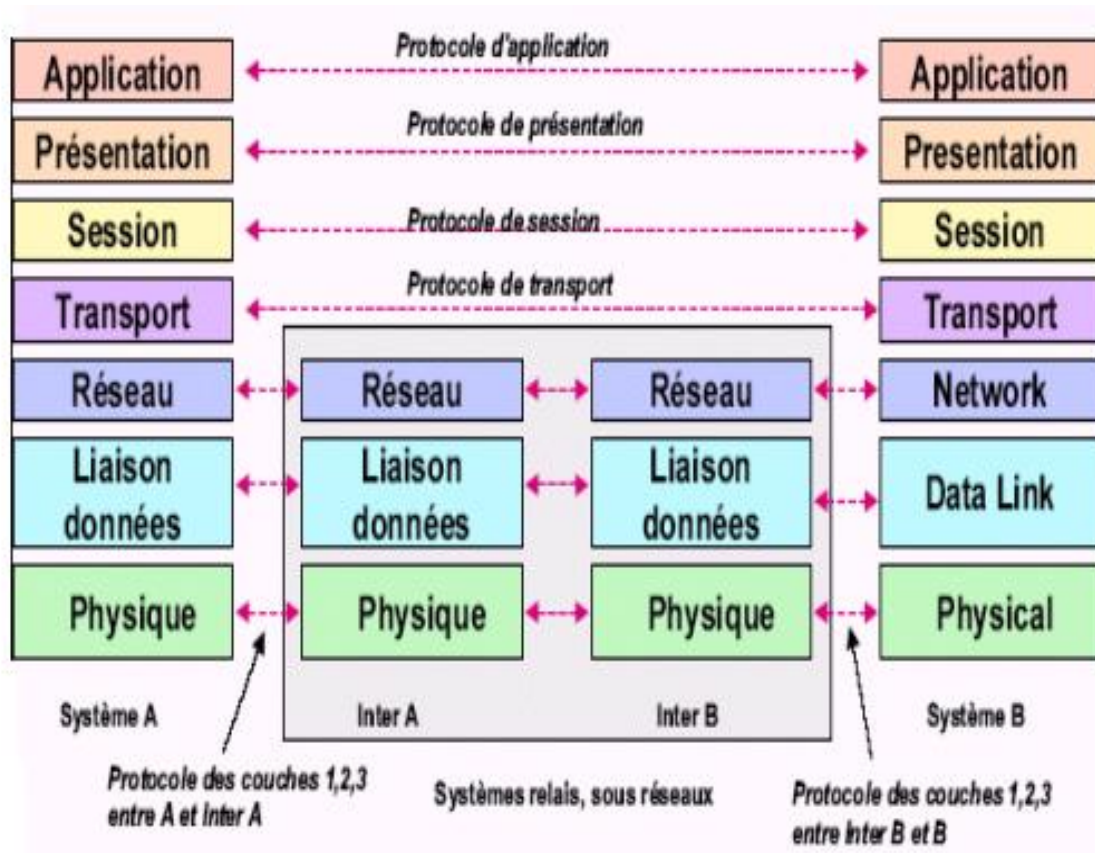 Protocole d'application
Application
Application
Protocole de présentation
Présentation
Presentation
Protocole de session
Session
Session
Protocole de transport
Transport
Transport
Réseau
Réseau
Réseau
Network
Liaison
données
Liaison
données
Liaison
données
Data Link
Physique
Physique
Physique
Physical
Système A
Inter A
Inter B
Système B
Protocole des couches 1,2,3
entre A et Inter A
Systèmes relais, sous réseaux
Protocole des couches 1,2,3
entre Inter B et B